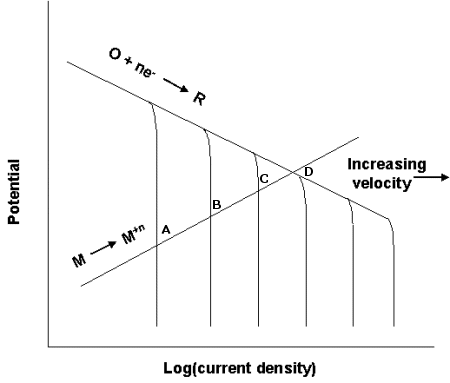 O + ne- → R
Increasing
velocity
D
C
B
A
M → M+n
Potential
Log(current density)